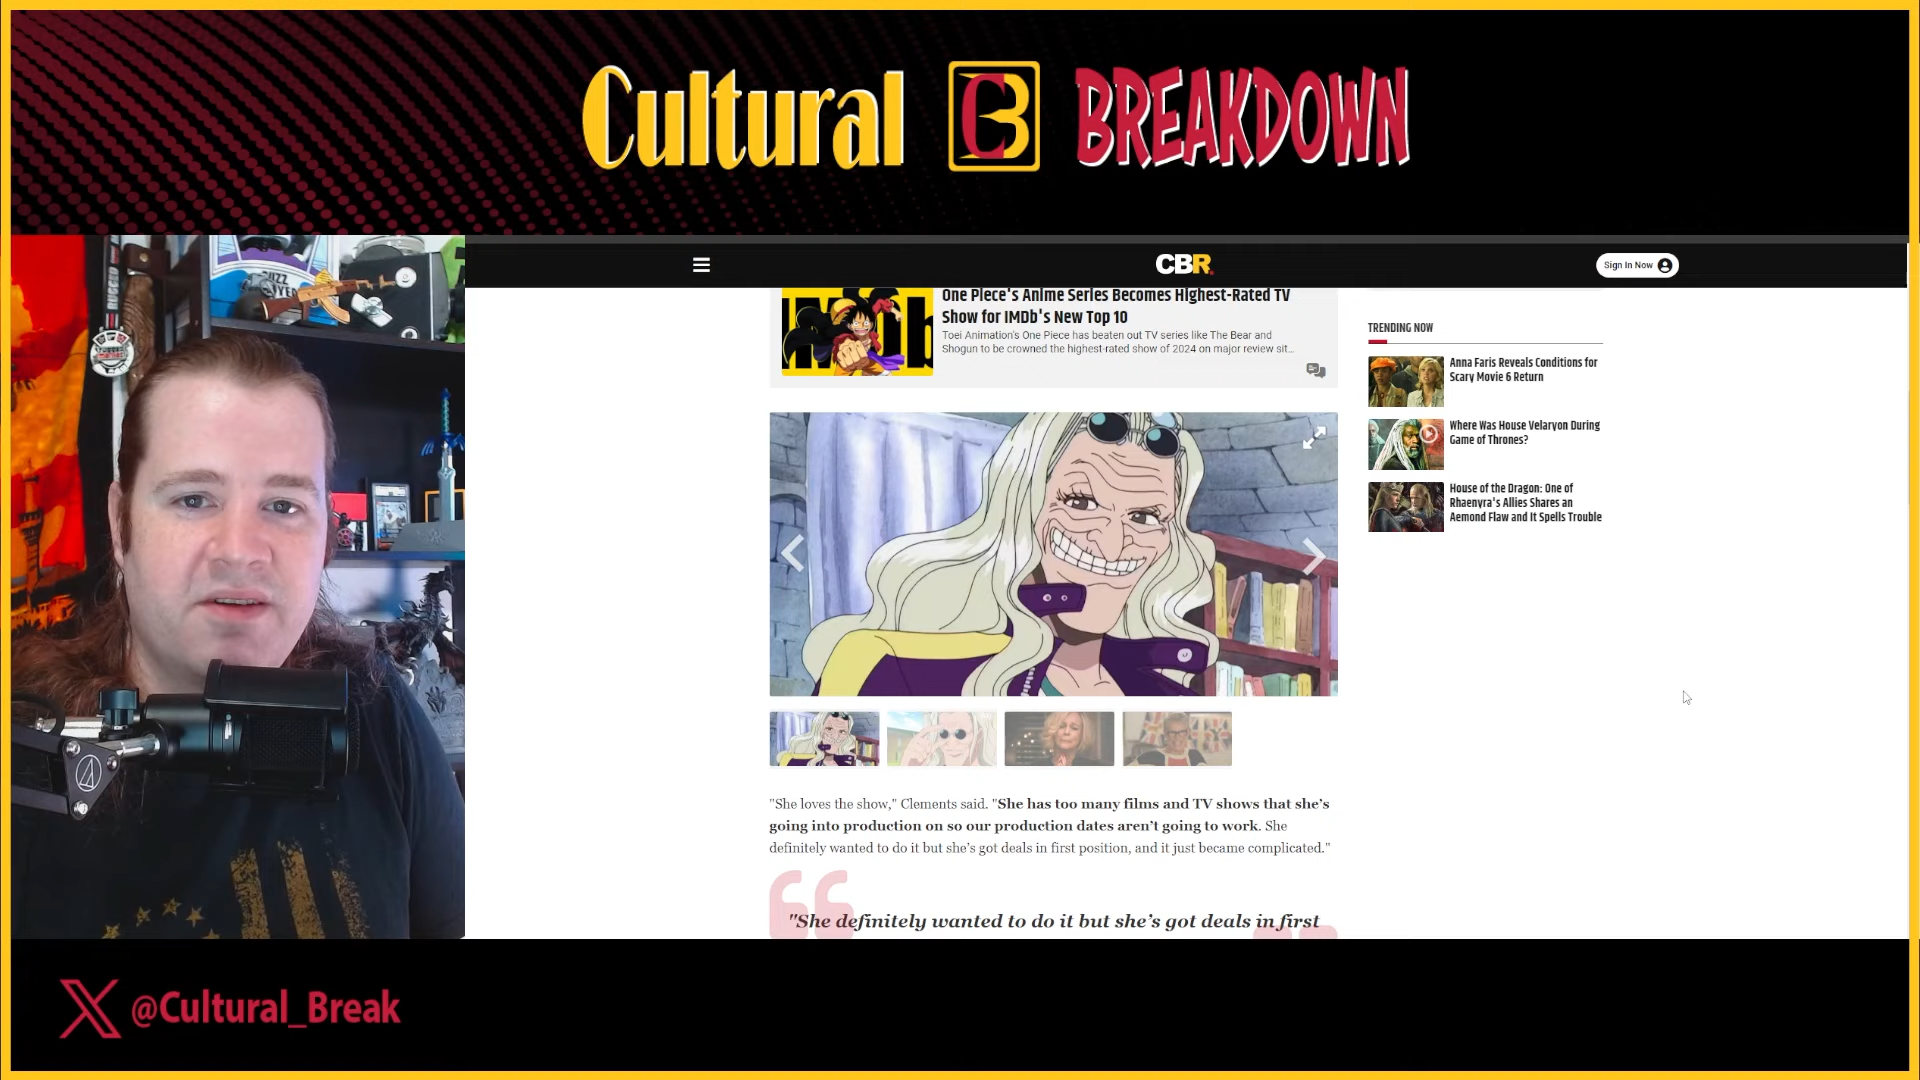 Cultural CB BREAKDOWN
CBR
Sign In Now
One Piece's Anime Series Becomes Highest-Rated TV
Show for IMDb's New Top 10
Toei Animation's One Piece has beaten out TV series like The Bear and
Shogun to be crowned the highest-rated show of 2024 on major review sit...
TRENDING NOW
Anna Faris Reveals Conditions for
Scary Movie 6 Return
Where Was House Velaryon During
Game of Thrones?
House of the Dragon: One of
Rhaenyra's Allies Shares an
Aemond Flaw and It Spells Trouble
"She loves the show," Clements said. "She has too many films and TV shows that she's
going into production on so our production dates aren't going to work. She
definitely wanted to do it but she's got deals in first position, and it just became complicated."
"She definitely wanted to do it but she's got deals in first
X @Cultural_Break